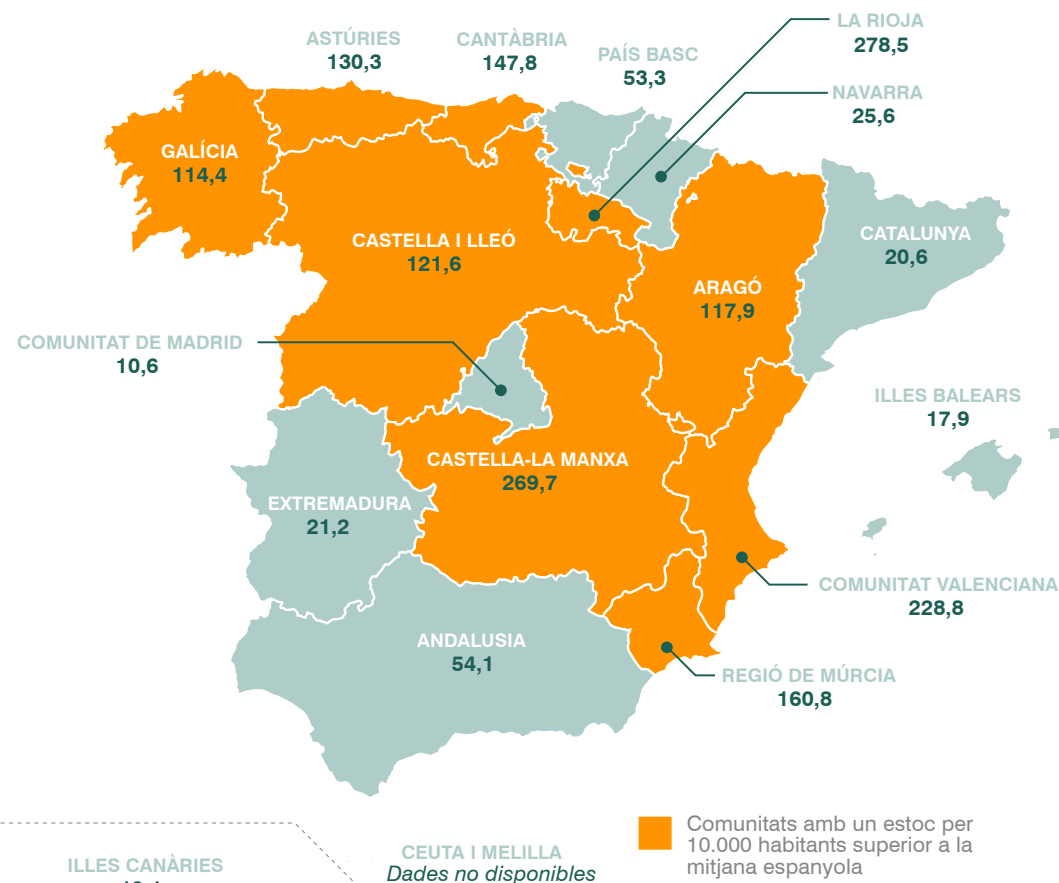 LA RIOJA
278,5
ASTÚRIES
130,3
CANTÀBRIA
147,8
PAÍS BASC
53,3
NAVARRA
25,6
GALÍCIA
114,4
CASTELLA I LLEÓ
121,6
CATALUNYA
20,6
ARAGÓ
117,9
COMUNITAT DE MADRID
10,6
ILLES BALEARS
17,9
CASTELLA-LA MANXA
269,7
EXTREMADURA
21,2
COMUNITAT VALENCIANA
228,8
ANDALUSIA
54,1
REGIÓ DE MÚRCIA
160,8
Comunitats amb un estoc per
10.000 habitants superior a la
mitjana espanyola
ILLES CANÀRIES
CEUTA I MELILLA
Dades no disponibles